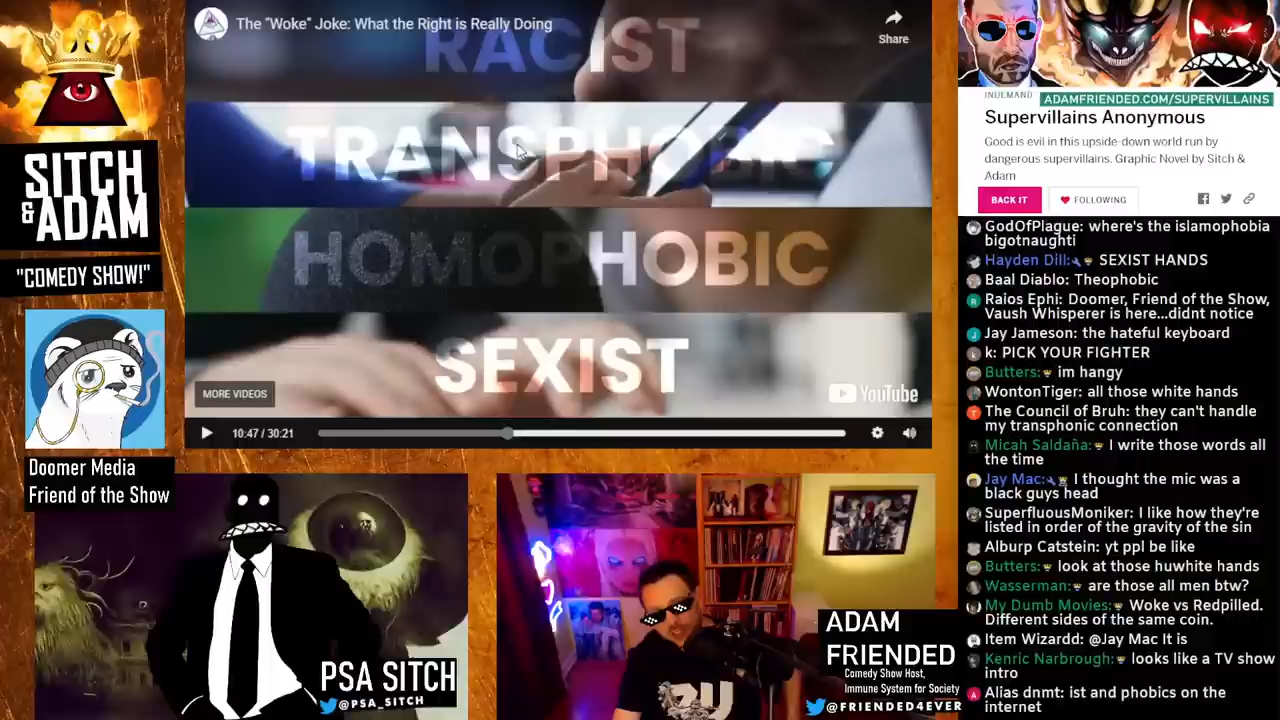 The "Woke" Joke: What the Right is Really Doing
Share
RACIST
TRANSPHOBIC
HOMOPHOBIC
SEXIST
MORE VIDEOS
YouTube
10:47 / 30:21
SITCH
& ADAM
"COMEDY SHOW!"
Doomer Media
Friend of the Show
PSA SITCH
@PSA_SITCH
ADAM
FRIENDED
Comedy Show Host,
Immune System for Society
@FRIENDED4EVER
INDEMAND
ADAMFRIENDED.COM/SUPERVILLAINS
Supervillains Anonymous
Good is evil in this upside-down world run by
dangerous supervillains. Graphic Novel by Sitch &
Adam
BACK IT
FOLLOWING
GodOfPlague: where's the islamophobia
bigotnaughti
Hayden Dill: SEXIST HANDS
Baal Diablo: Theophobic
Raios Ephi: Doomer, Friend of the Show,
Vaush Whisperer is here...didnt notice
Jay Jameson: the hateful keyboard
k: PICK YOUR FIGHTER
Butters: im hangy
WontonTiger: all those white hands
The Council of Bruh: they can't handle
my transphonic connection
Micah Saldaña: I write those words all
the time
Jay Mac: I thought the mic was a
black guys head
SuperfluousMoniker: I like how they're
listed in order of the gravity of the sin
Alburp Catstein: yt ppl be like
Butters: look at those huwhite hands
Wasserman: are those all men btw?
My Dumb Movies: Woke vs Redpilled.
Different sides of the same coin.
Item Wizardd: @Jay Mac It is
Kenric Narbrough: looks like a TV show
intro
Alias dnmt: ist and phobics on the
internet